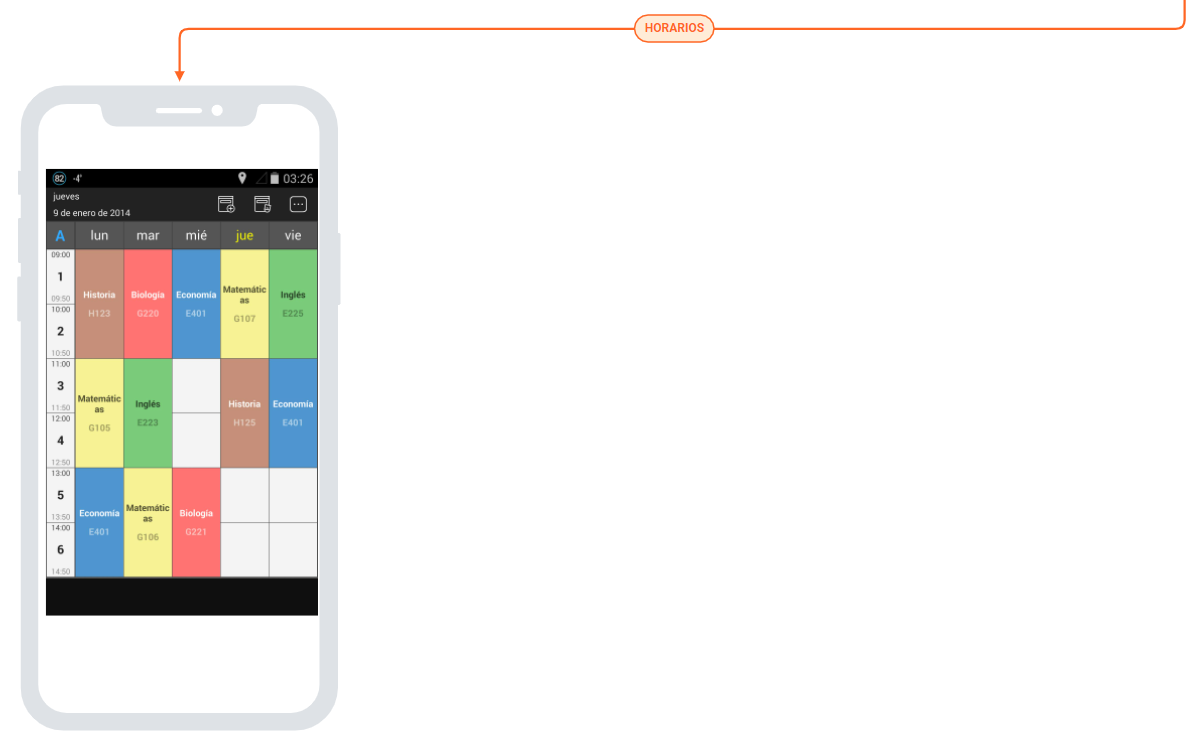 HORARIOS
82 -4° 03:26
jueves
9 de enero de 2014
A lun mar mié jue vie
09:00
1
09:50
10:00
2
10:50
Historia
H123
Biología
G220
Economía
E401
Matemátic
as
G107
Inglés
E225
11:00
3
11:50
12:00
4
12:50
Matemátic
as
G105
Inglés
E223
Historia
H125
Economía
E401
13:00
5
13:50
14:00
6
14:50
Economía
E401
Matemátic
as
G106
Biología
G221